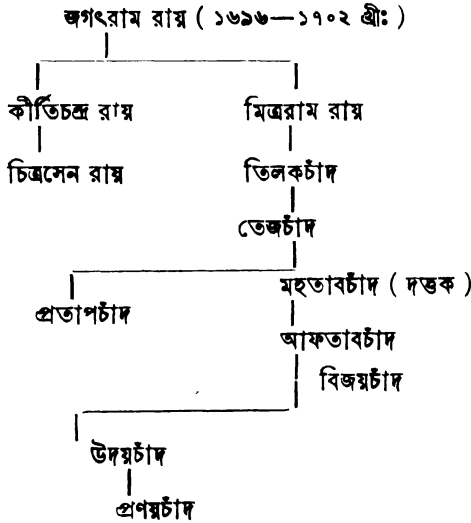 জগৎরাম রায় ( ১৬৯৬—১৭০২ খ্রীঃ )
কীর্তিচন্দ্র রায় মিত্ররাম রায়
চিত্রসেন রায় তিলকচাঁদ
তেজচাঁদ
মহতাবচাঁদ ( দত্তক )
প্রতাপচাঁদ
আফতাবচাঁদ
বিজয়চাঁদ
উদয়চাঁদ
প্রণয়চাঁদ